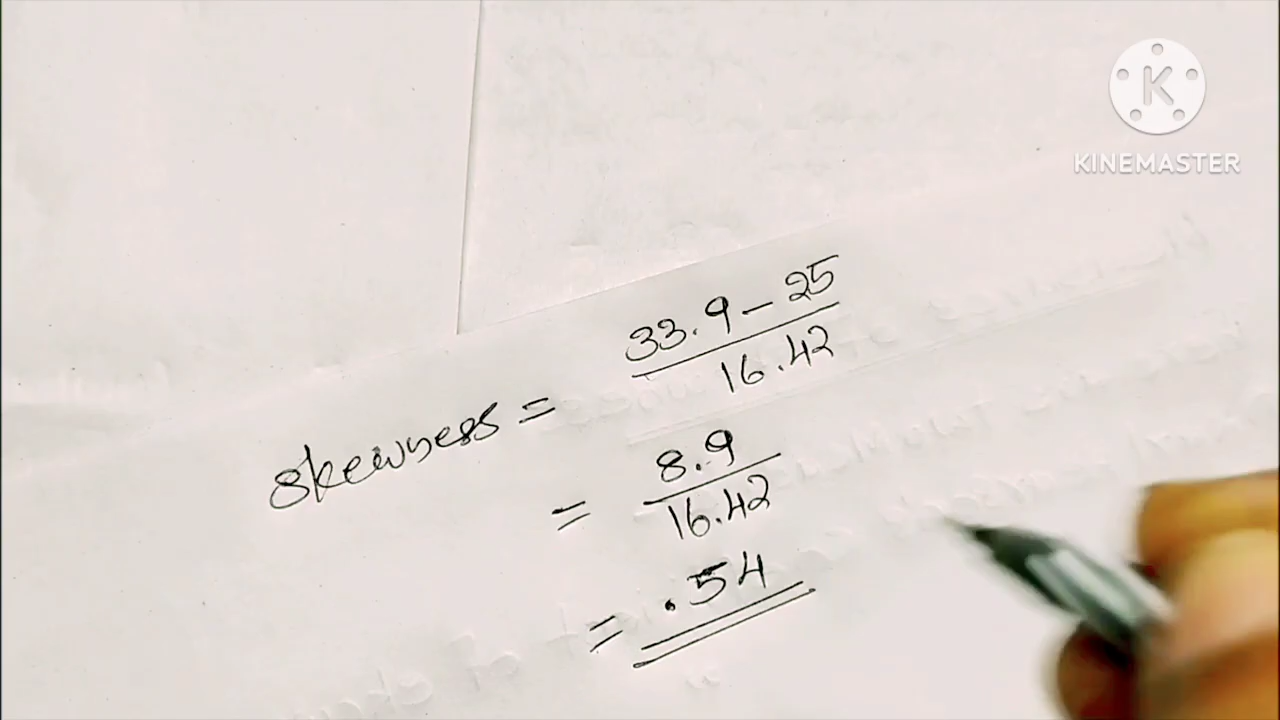 KINEMASTER
33.9 - 25
skewness = 16.42
= 8.9
16.42
= .54